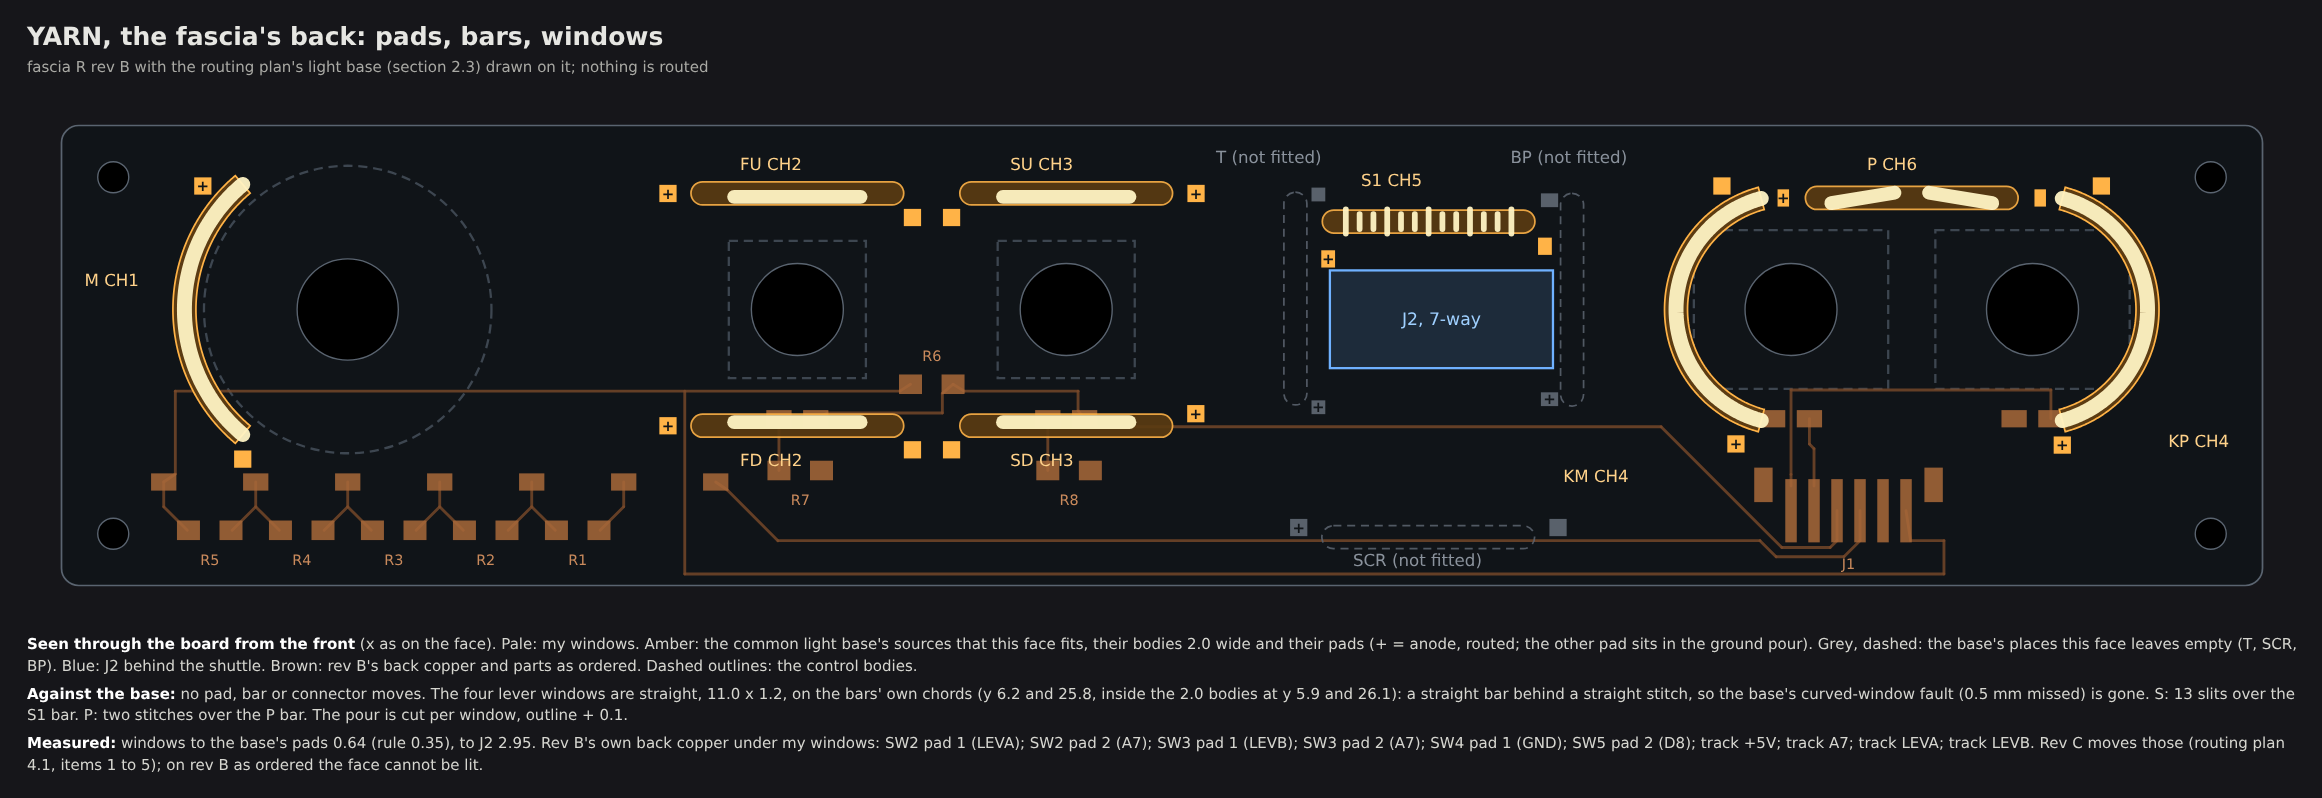 YARN, the fascia's back: pads, bars, windows
fascia R rev B with the routing plan's light base (section 2.3) drawn on it; nothing is routed
T (not fitted)
BP (not fitted)
FU CH2
SU CH3
P CH6
S1 CH5
+
+
+
+
+
+
M CH1
J2, 7-way
R6
+
+
+
+
+
+
KP CH4
FD CH2
SD CH3
KM CH4
R7
R8
+
R5
R4
R3
R2
R1
SCR (not fitted)
J1
Seen through the board from the front (x as on the face). Pale: my windows. Amber: the common light base's sources that this face fits, their bodies 2.0 wide and their pads (+ = anode, routed; the other pad sits in the ground pour). Grey, dashed: the base's places this face leaves empty (T, SCR,
BP). Blue: J2 behind the shuttle. Brown: rev B's back copper and parts as ordered. Dashed outlines: the control bodies.
Against the base: no pad, bar or connector moves. The four lever windows are straight, 11.0 x 1.2, on the bars' own chords (y 6.2 and 25.8, inside the 2.0 bodies at y 5.9 and 26.1): a straight bar behind a straight stitch, so the base's curved-window fault (0.5 mm missed) is gone. S: 13 slits over the
S1 bar. P: two stitches over the P bar. The pour is cut per window, outline + 0.1.
Measured: windows to the base's pads 0.64 (rule 0.35), to J2 2.95. Rev B's own back copper under my windows: SW2 pad 1 (LEVA); SW2 pad 2 (A7); SW3 pad 1 (LEVB); SW3 pad 2 (A7); SW4 pad 1 (GND); SW5 pad 2 (D8); track +5V; track A7; track LEVA; track LEVB. Rev C moves those (routing plan
4.1, items 1 to 5); on rev B as ordered the face cannot be lit.